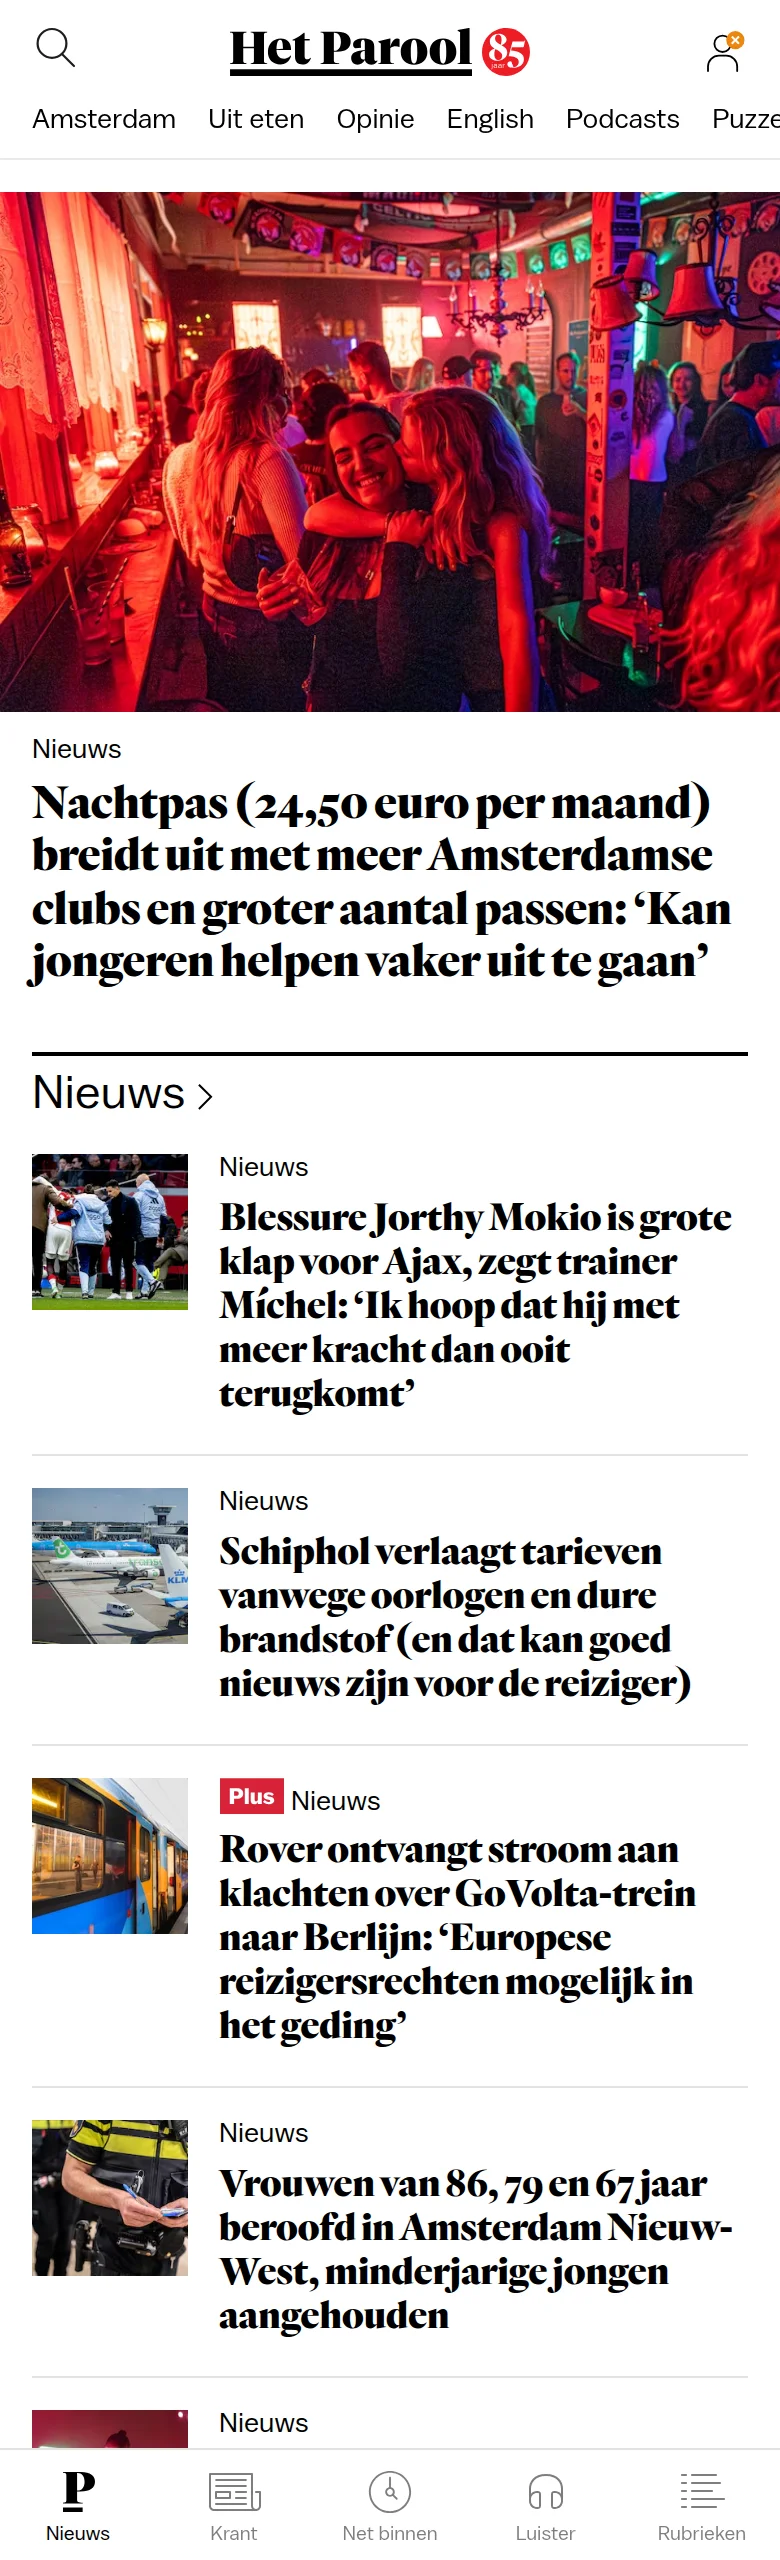 Het Parool 85 jaar
Amsterdam Uit eten Opinie English Podcasts Puzze
Nieuws
Nachtpas (24,50 euro per maand)
breidt uit met meer Amsterdamse
clubs en groter aantal passen: ‘Kan
jongeren helpen vaker uit te gaan’
Nieuws
Nieuws
Blessure Jorthy Mokio is grote
klap voor Ajax, zegt trainer
Míchel: ‘Ik hoop dat hij met
meer kracht dan ooit
terugkomt’
Nieuws
Schiphol verlaagt tarieven
vanwege oorlogen en dure
brandstof (en dat kan goed
nieuws zijn voor de reiziger)
KLM
Plus Nieuws
Rover ontvangt stroom aan
klachten over GoVolta-trein
naar Berlijn: ‘Europese
reizigersrechten mogelijk in
het geding’
Nieuws
Vrouwen van 86, 79 en 67 jaar
beroofd in Amsterdam Nieuw-
West, minderjarige jongen
aangehouden
Nieuws
P
Nieuws Krant Net binnen Luister Rubrieken